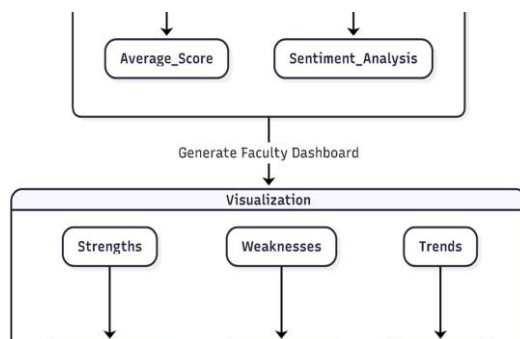 Average_Score
Sentiment_Analysis
Generate Faculty Dashboard
Visualization
Strengths
Weaknesses
Trends